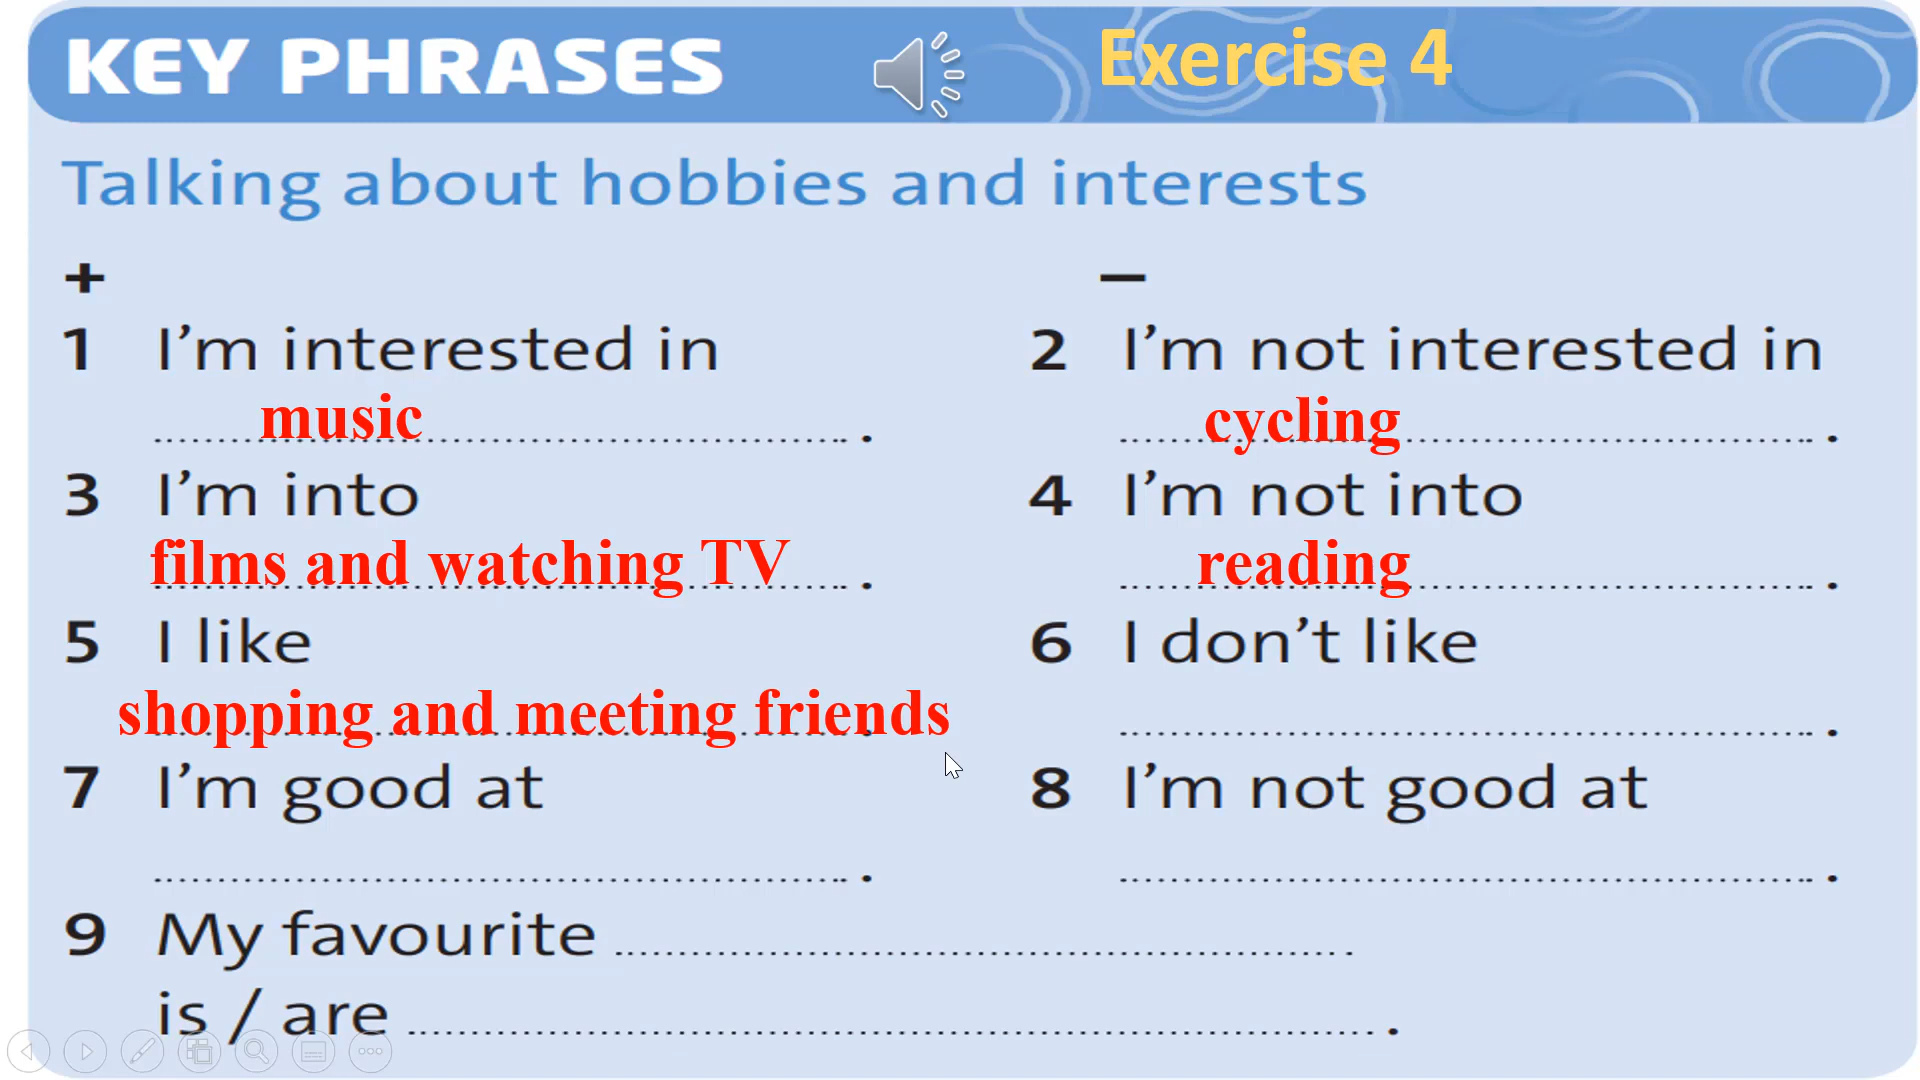 KEY PHRASES
Exercise 4
Talking about hobbies and interests
+
–
1 I’m interested in
music .
2 I’m not interested in
cycling .
3 I’m into
films and watching TV .
4 I’m not into
reading .
5 I like
shopping and meeting friends .
6 I don’t like
.
7 I’m good at
.
8 I’m not good at
.
9 My favourite
is / are .